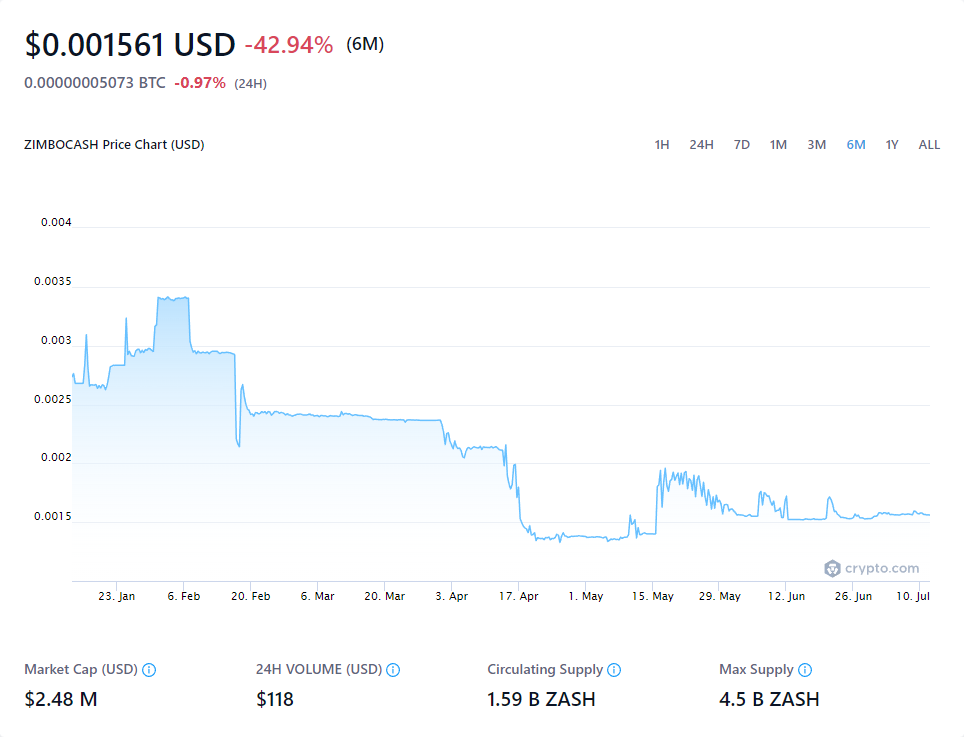 $0.001561 USD -42.94% (6M)
0.00000005073 BTC -0.97% (24H)
ZIMBOCASH Price Chart (USD) 1H 24H 7D 1M 3M 6M 1Y ALL
0.004
0.0035
0.003
0.0025
0.002
0.0015
crypto.com
23. Jan 6. Feb 20. Feb 6. Mar 20. Mar 3. Apr 17. Apr 1. May 15. May 29. May 12. Jun 26. Jun 10. Jul
Market Cap (USD) 24H VOLUME (USD) Circulating Supply Max Supply
$2.48 M $118 1.59 B ZASH 4.5 B ZASH